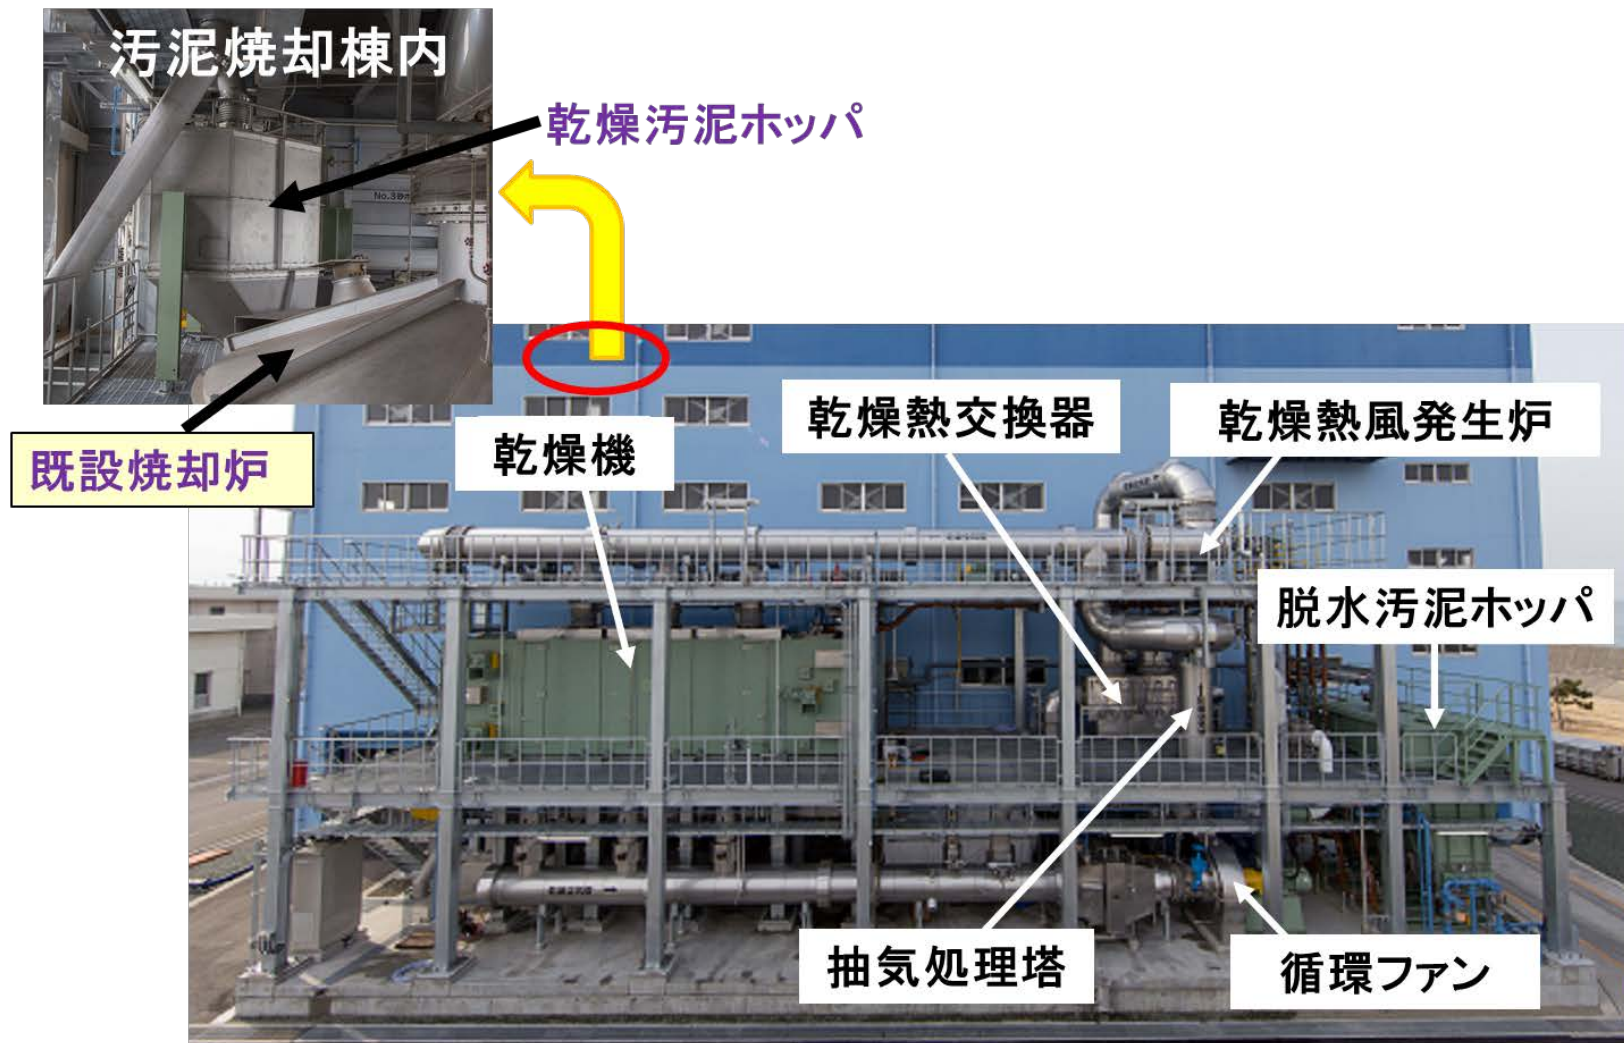 汚泥焼却棟内
乾燥汚泥ホッパ
No.3
既設焼却炉
乾燥機
乾燥熱交換器
乾燥熱風発生炉
脱水汚泥ホッパ
抽気処理塔
循環ファン